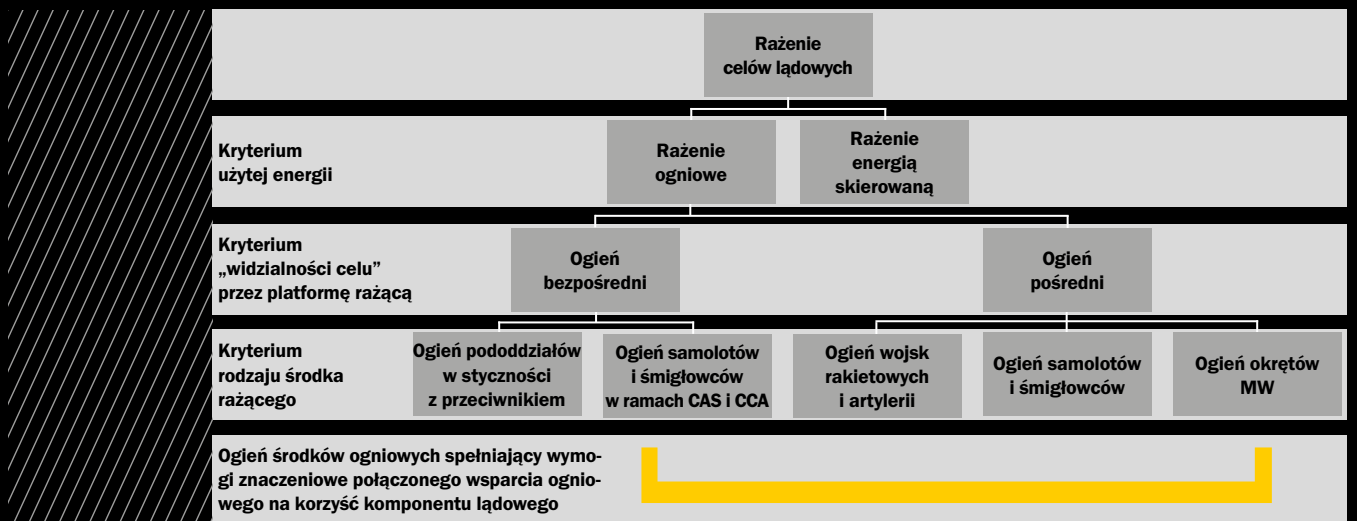 Rażenie
celów lądowych
Kryterium
użytej energii
Rażenie
ogniowe
Rażenie
energią
skierowaną
Kryterium
„widzialności celu”
przez platformę rażącą
Ogień
bezpośredni
Ogień
pośredni
Kryterium
rodzaju środka
rażącego
Ogień pododdziałów
w styczności
z przeciwnikiem
Ogień samolotów
i śmigłowców
w ramach CAS i CCA
Ogień wojsk
rakietowych
i artylerii
Ogień samolotów
i śmigłowców
Ogień okrętów
MW
Ogień środków ogniowych spełniający wymo-
gi znaczeniowe połączonego wsparcia ognio-
wego na korzyść komponentu lądowego